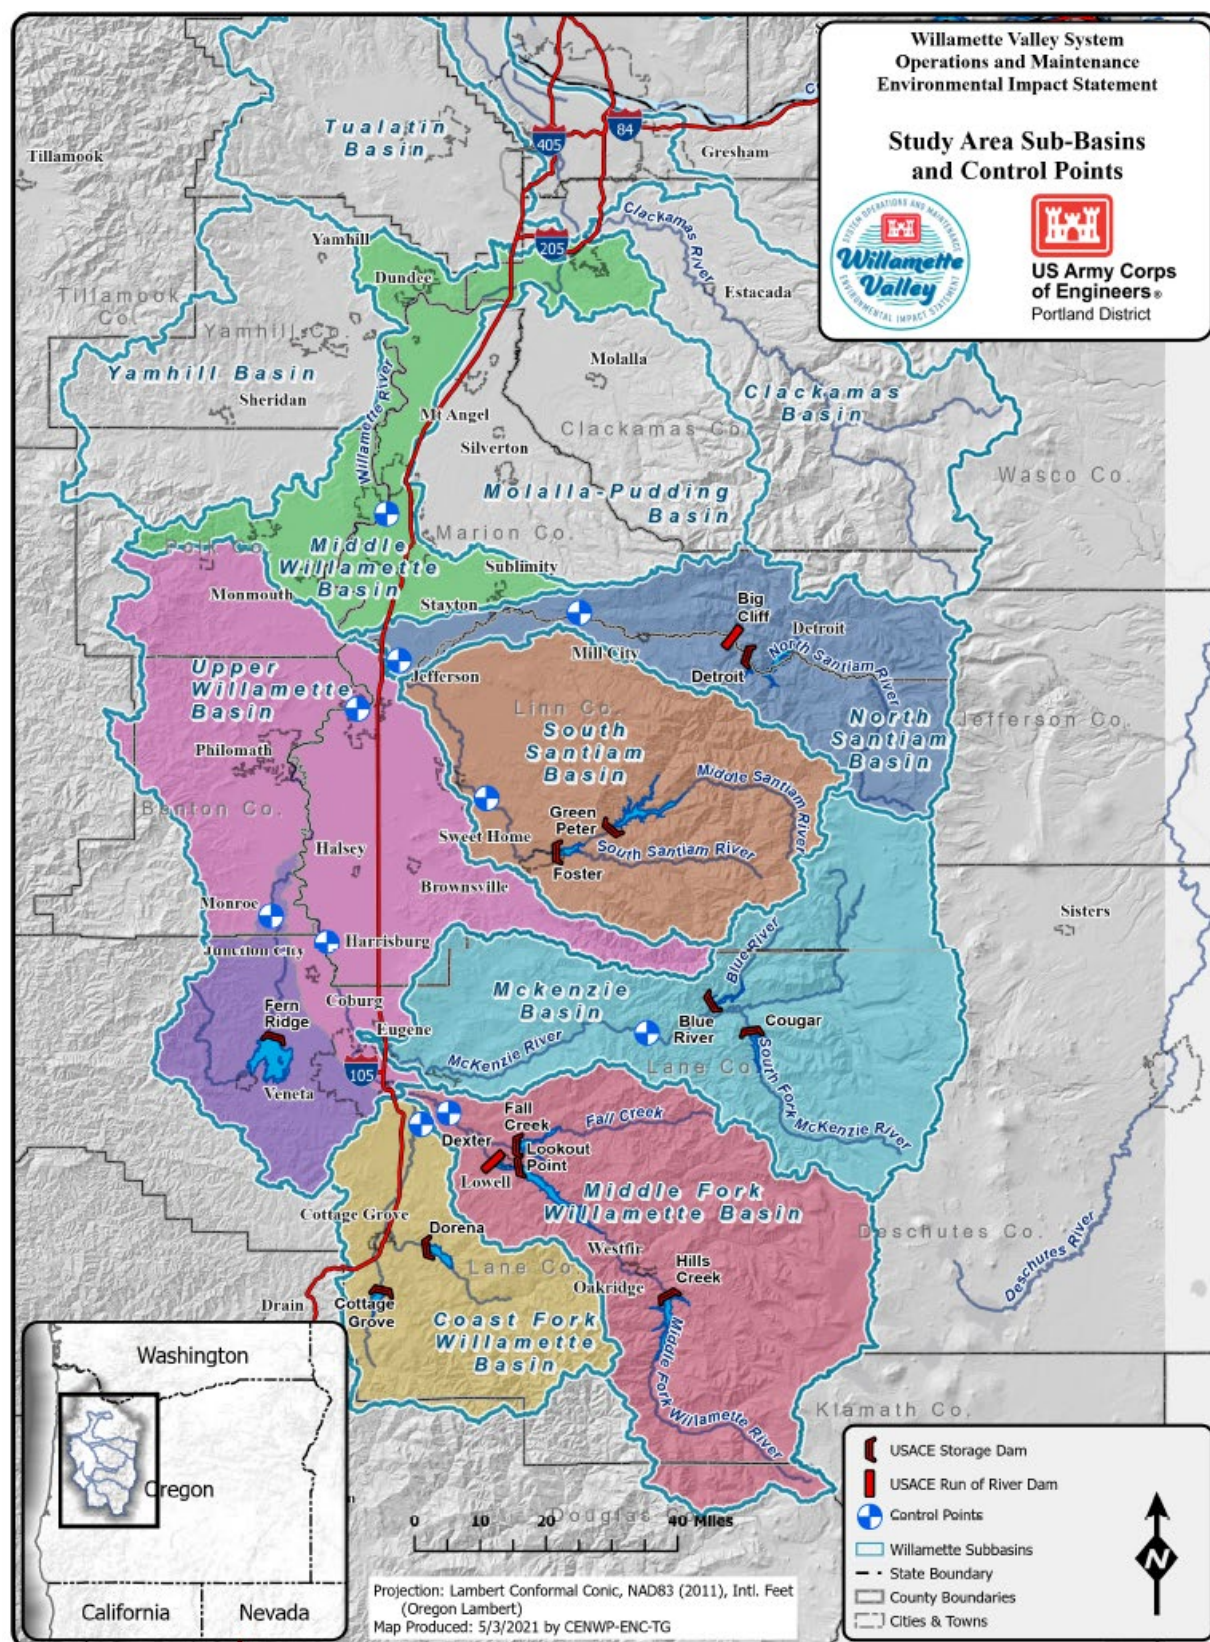 Willamette Valley System
Operations and Maintenance
Environmental Impact Statement
Study Area Sub-Basins
and Control Points
SYSTEM OPERATIONS AND MAINTENANCE
Willamette
Valley
ENVIRONMENTAL IMPACT STATEMENT
US Army Corps
of Engineers®
Portland District
Tualatin
Basin
Tillamook
405
84
Gresham
Clackamas River
Yamhill
205
Dundee
Estacada
Tillamook
Co.
Yamhill Co.
Molalla
Yamhill Basin
Willamette River
Clackamas
Basin
Sheridan
Mt Angel
Clackamas Co.
Silverton
Wasco Co.
Molalla-Pudding
Basin
Marion Co.
Polk Co.
Middle
Willamette
Basin
Sublimity
Monmouth
Stayton
Big
Cliff
Detroit
North Santiam River
Mill City
Upper
Willamette
Basin
Jefferson
Detroit
Linn Co.
South
Santiam
Basin
North
Santiam
Basin
Jefferson Co.
Philomath
Middle Santiam River
Benton Co.
Green
Peter
Sweet Home
South Santiam River
Halsey
Foster
Brownsville
Monroe
Sisters
Junction City
Harrisburg
Blue River
Mckenzie
Basin
Fern
Ridge
Coburg
Blue
River
Cougar
Eugene
McKenzie River
105
Lane Co.
South Fork McKenzie River
Veneta
Fall
Creek
Fall Creek
Dexter
Lookout
Point
Lowell
Middle Fork
Willamette Basin
Cottage Grove
Dorena
Westfir
Deschutes Co.
Deschutes River
Lane Co.
Hills
Creek
Oakridge
Drain
Cottage
Grove
Coast Fork
Willamette
Basin
Middle Fork Willamette River
Klamath Co.
Douglas Co.
Washington
Oregon
California
Nevada
0 10 20 40 Miles
Projection: Lambert Conformal Conic, NAD83 (2011), Intl. Feet
(Oregon Lambert)
Map Produced: 5/3/2021 by CENWP-ENC-TG
USACE Storage Dam
USACE Run of River Dam
Control Points
Willamette Subbasins
State Boundary
County Boundaries
Cities & Towns
N